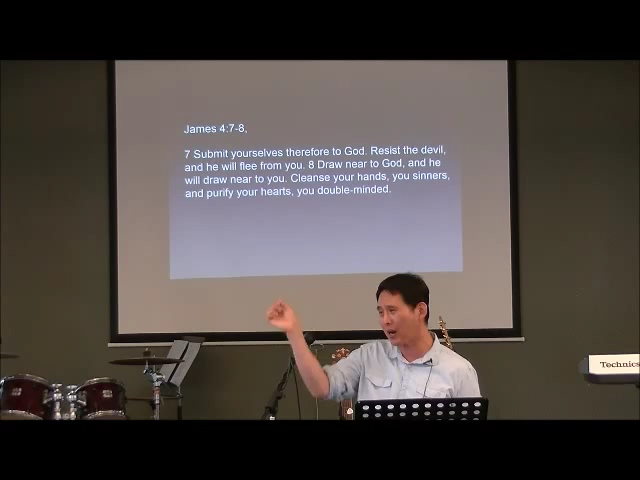 James 4:7-8,
7 Submit yourselves therefore to God. Resist the devil,
and he will flee from you. 8 Draw near to God, and he
will draw near to you. Cleanse your hands, you sinners,
and purify your hearts, you double-minded.
Technics